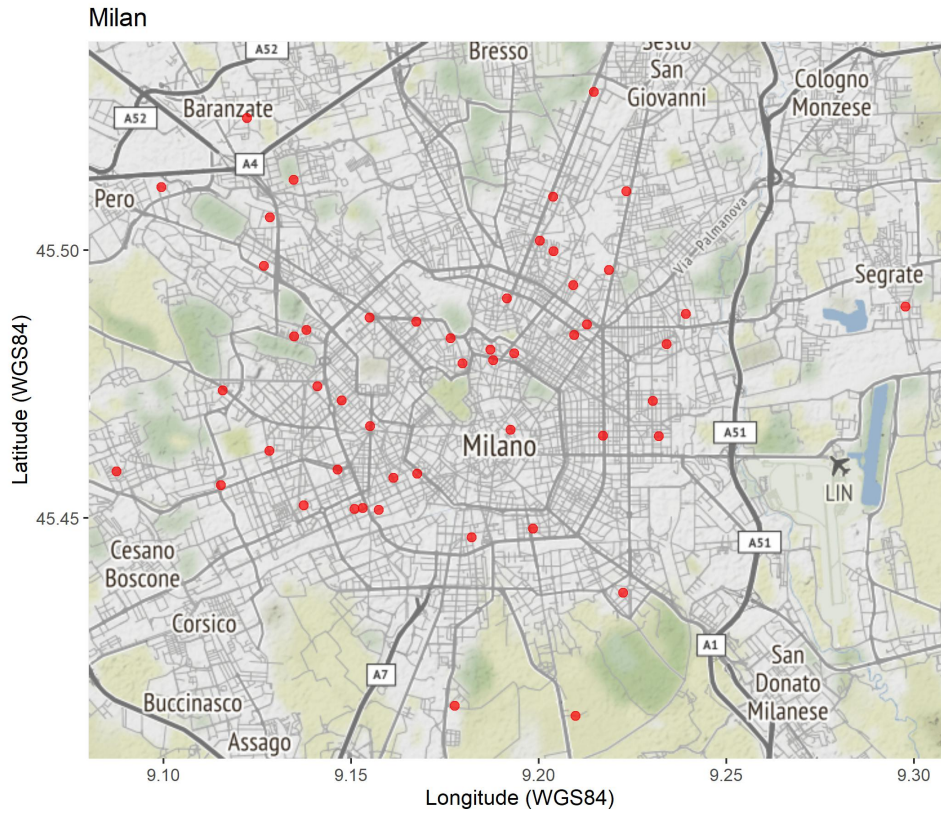 Milan
A52
Bresso
Sesto
San
Giovanni
Cologno
Monzese
Baranzate
A52
A4
Pero
Via Palmanova
45.50
Segrate
Latitude (WGS84)
Milano
A51
LIN
45.45
A51
Cesano
Boscone
Corsico
A1
San
Donato
Milanese
A7
Buccinasco
Assago
9.10
9.15
9.20
9.25
9.30
Longitude (WGS84)